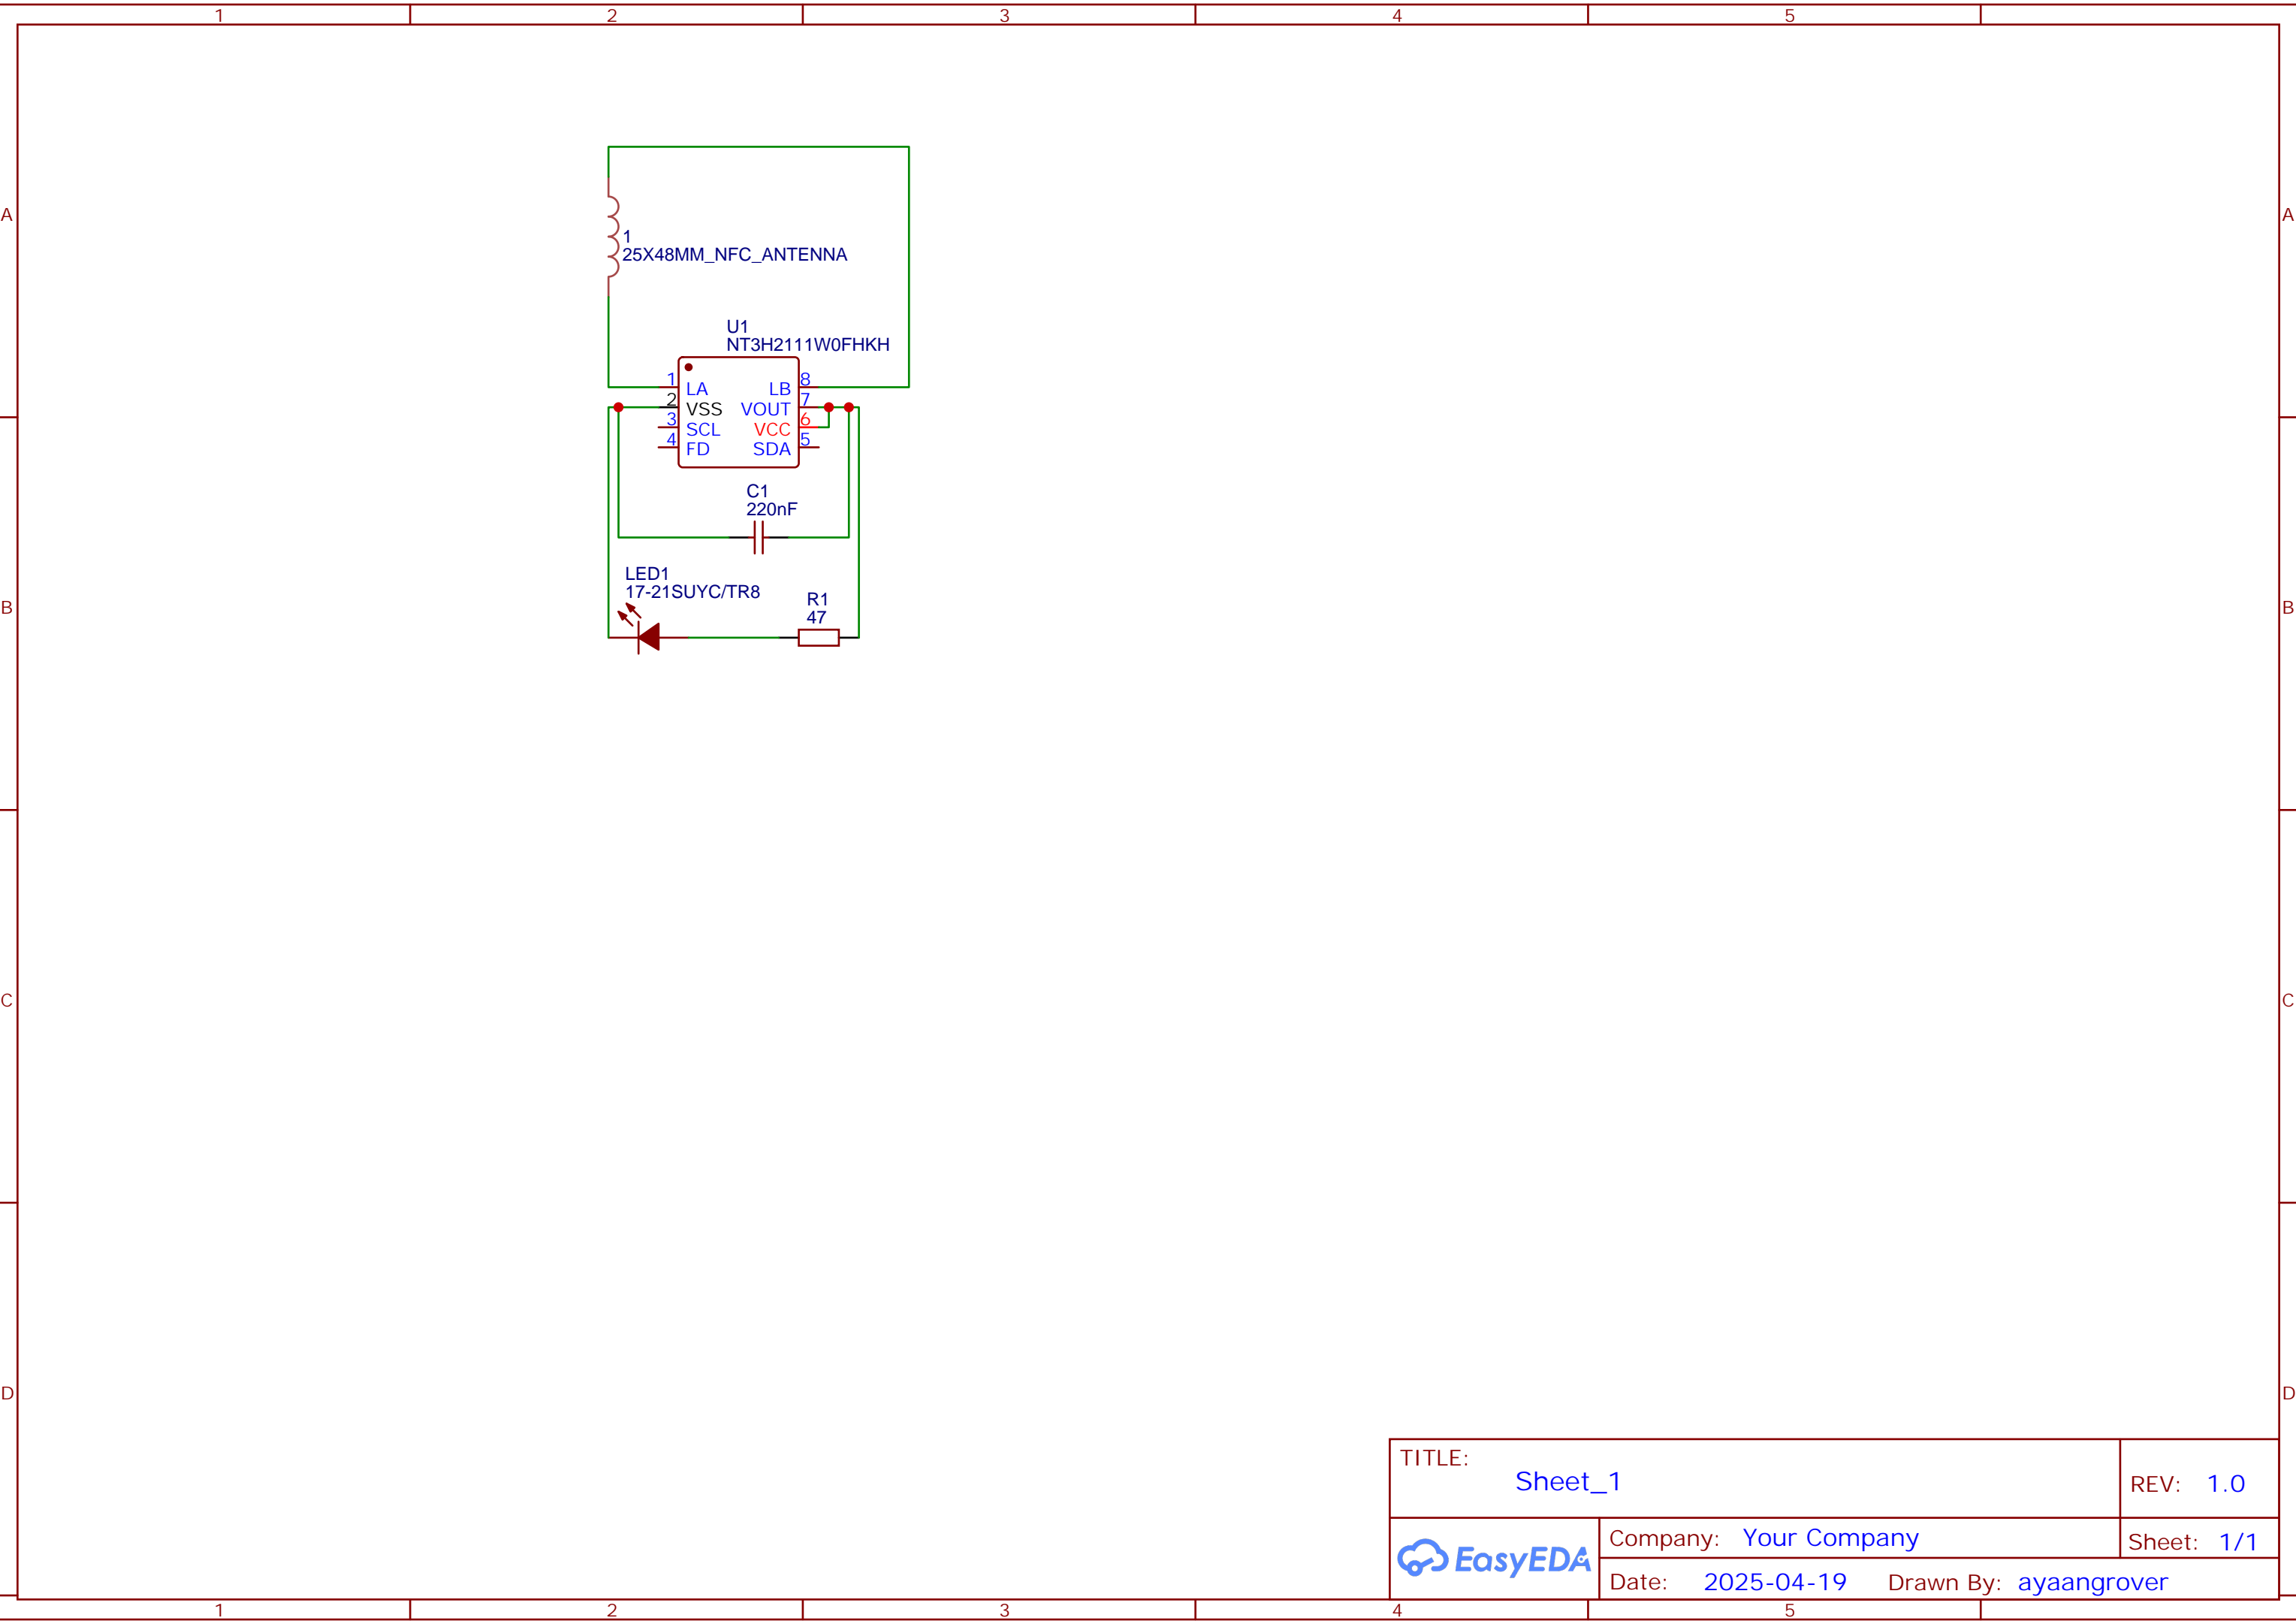 1 2 3 4 5
A A
1
25X48MM_NFC_ANTENNA
U1
NT3H2111W0FHKH
1 8
LA LB
2 7
VSS VOUT
3 6
SCL VCC
4 5
FD SDA
C1
220nF
LED1
17-21SUYC/TR8
R1
47
B B
C C
D D
TITLE:
Sheet_1
REV: 1.0
EasyEDA
Company: Your Company
Sheet: 1/1
Date: 2025-04-19 Drawn By: ayaangrover
1 2 3 4 5